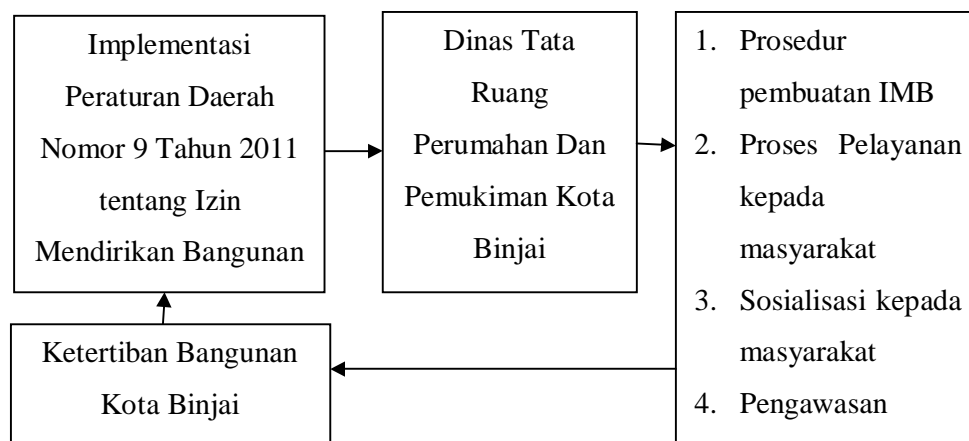 Implementasi
Peraturan Daerah
Nomor 9 Tahun 2011
tentang Izin
Mendirikan Bangunan
Dinas Tata
Ruang
Perumahan Dan
Pemukiman Kota
Binjai
1. Prosedur
pembuatan IMB
2. Proses Pelayanan
kepada
masyarakat
3. Sosialisasi kepada
masyarakat
4. Pengawasan
Ketertiban Bangunan
Kota Binjai